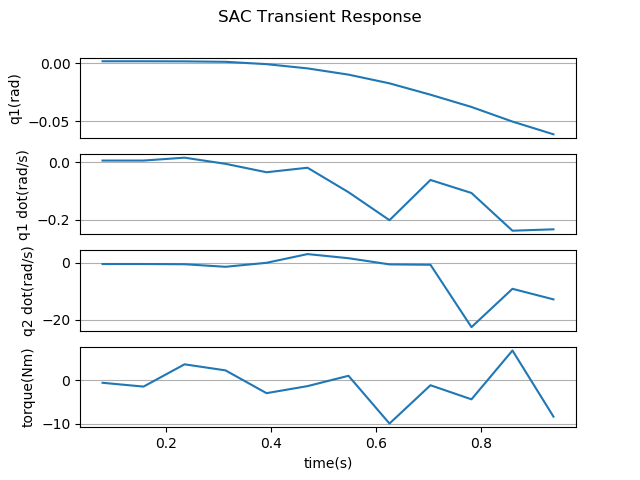 SAC Transient Response
q1(rad)
0.00
−0.05
q1 dot(rad/s)
0.0
−0.2
q2 dot(rad/s)
0
−20
torque(Nm)
0
−10
0.2 0.4 0.6 0.8
time(s)